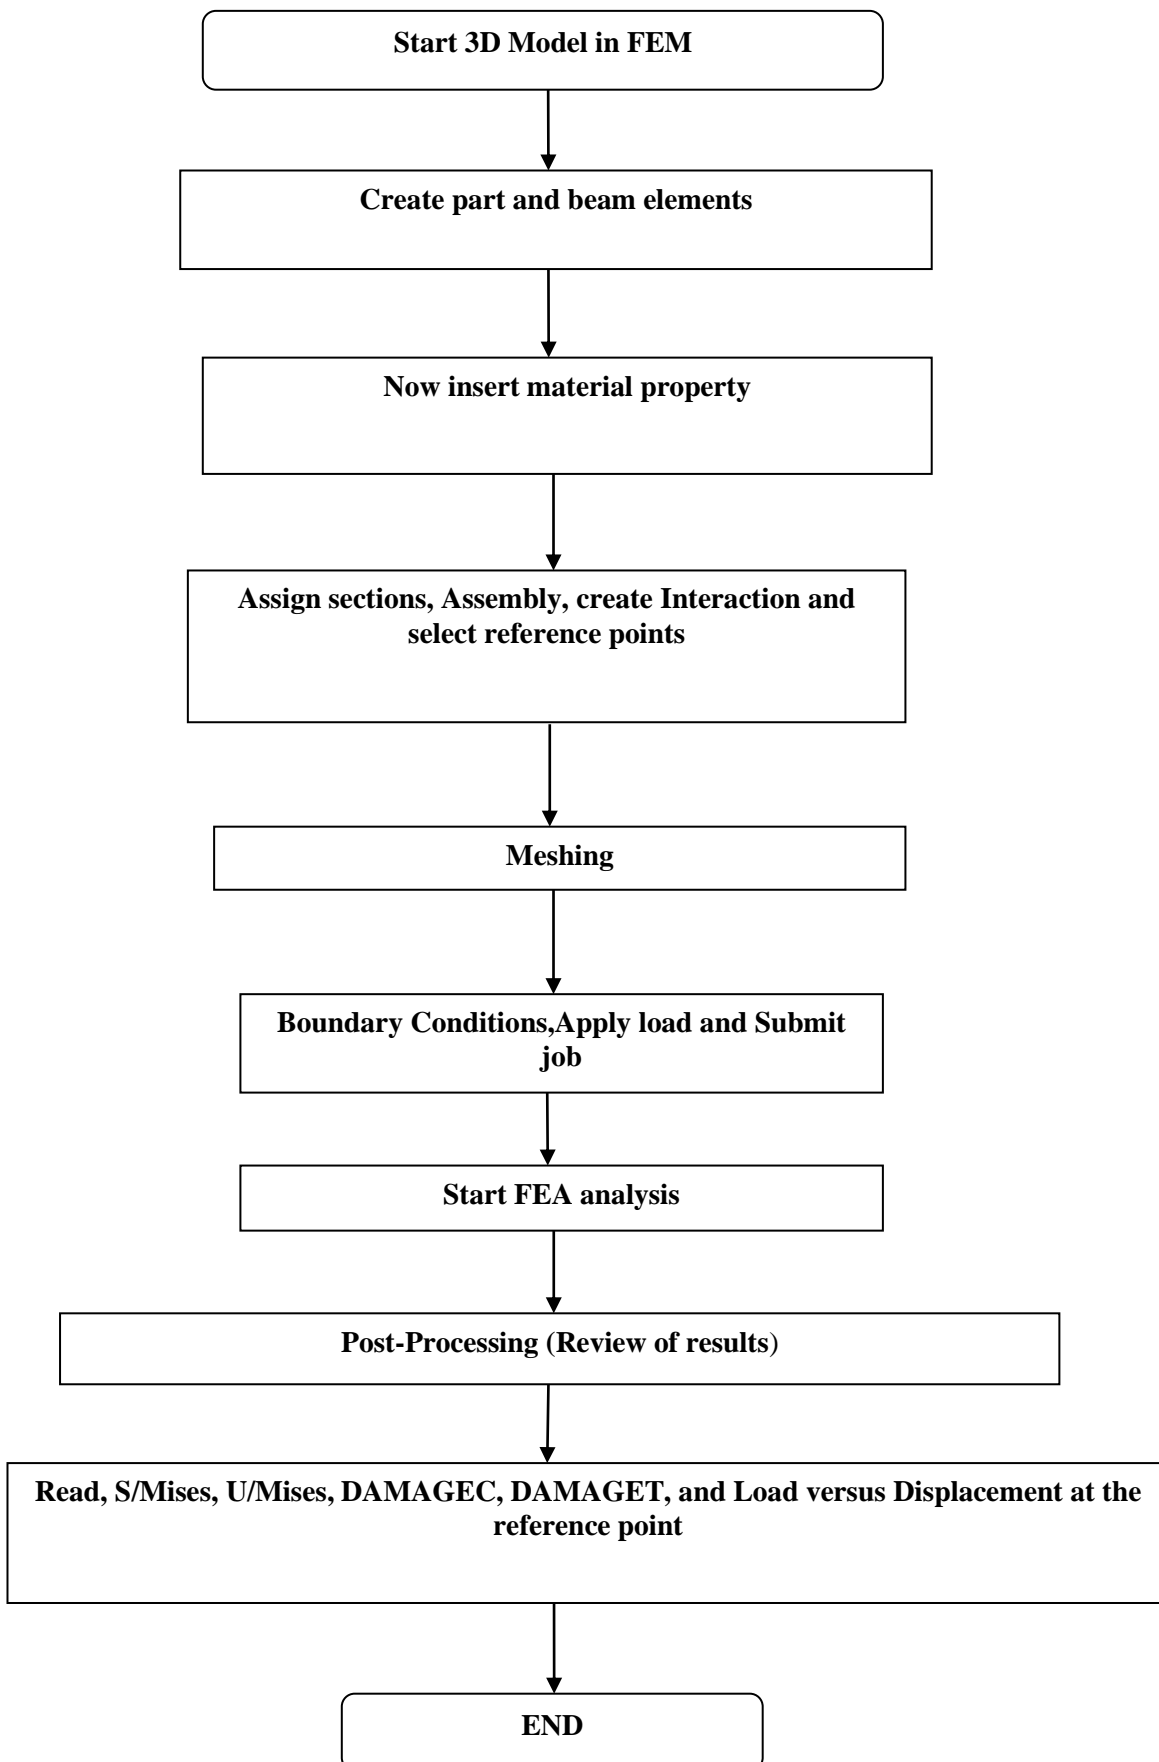 Start 3D Model in FEM
Create part and beam elements
Now insert material property
Assign sections, Assembly, create Interaction and
select reference points
Meshing
Boundary Conditions,Apply load and Submit
job
Start FEA analysis
Post-Processing (Review of results)
Read, S/Mises, U/Mises, DAMAGEC, DAMAGET, and Load versus Displacement at the
reference point
END